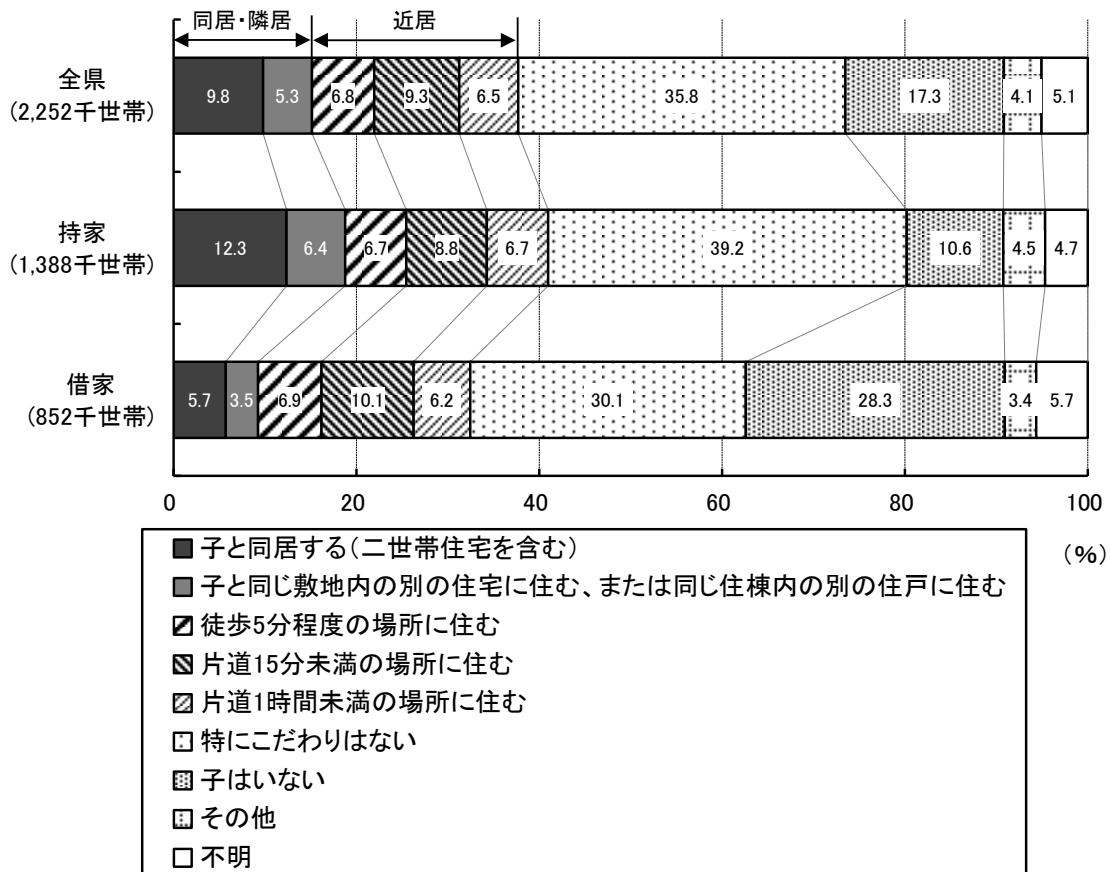 同居・隣居 近居
全県
(2,252千世帯)
9.8 5.3 6.8 9.3 6.5 35.8 17.3 4.1 5.1
持家
(1,388千世帯)
12.3 6.4 6.7 8.8 6.7 39.2 10.6 4.5 4.7
借家
(852千世帯)
5.7 3.5 6.9 10.1 6.2 30.1 28.3 3.4 5.7
0 20 40 60 80 100
(%)
子と同居する(二世帯住宅を含む)
子と同じ敷地内の別の住宅に住む、または同じ住棟内の別の住戸に住む
徒歩5分程度の場所に住む
片道15分未満の場所に住む
片道1時間未満の場所に住む
特にこだわりはない
子はいない
その他
不明